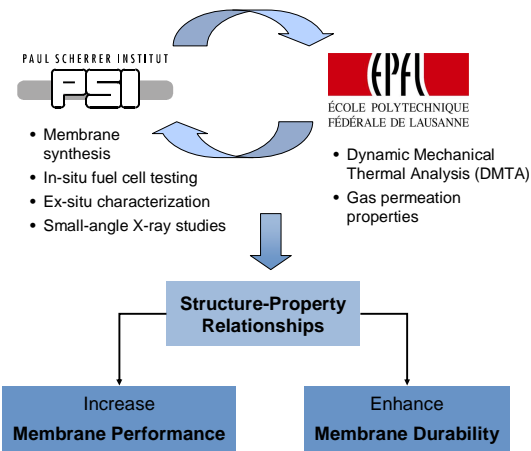 PAUL SCHERRER INSTITUT
PSI
EPFL
ÉCOLE POLYTECHNIQUE
FÉDÉRALE DE LAUSANNE
• Membrane
synthesis
• In-situ fuel cell testing
• Ex-situ characterization
• Small-angle X-ray studies
• Dynamic Mechanical
Thermal Analysis (DMTA)
• Gas permeation
properties
Structure-Property
Relationships
Increase
Membrane Performance
Enhance
Membrane Durability